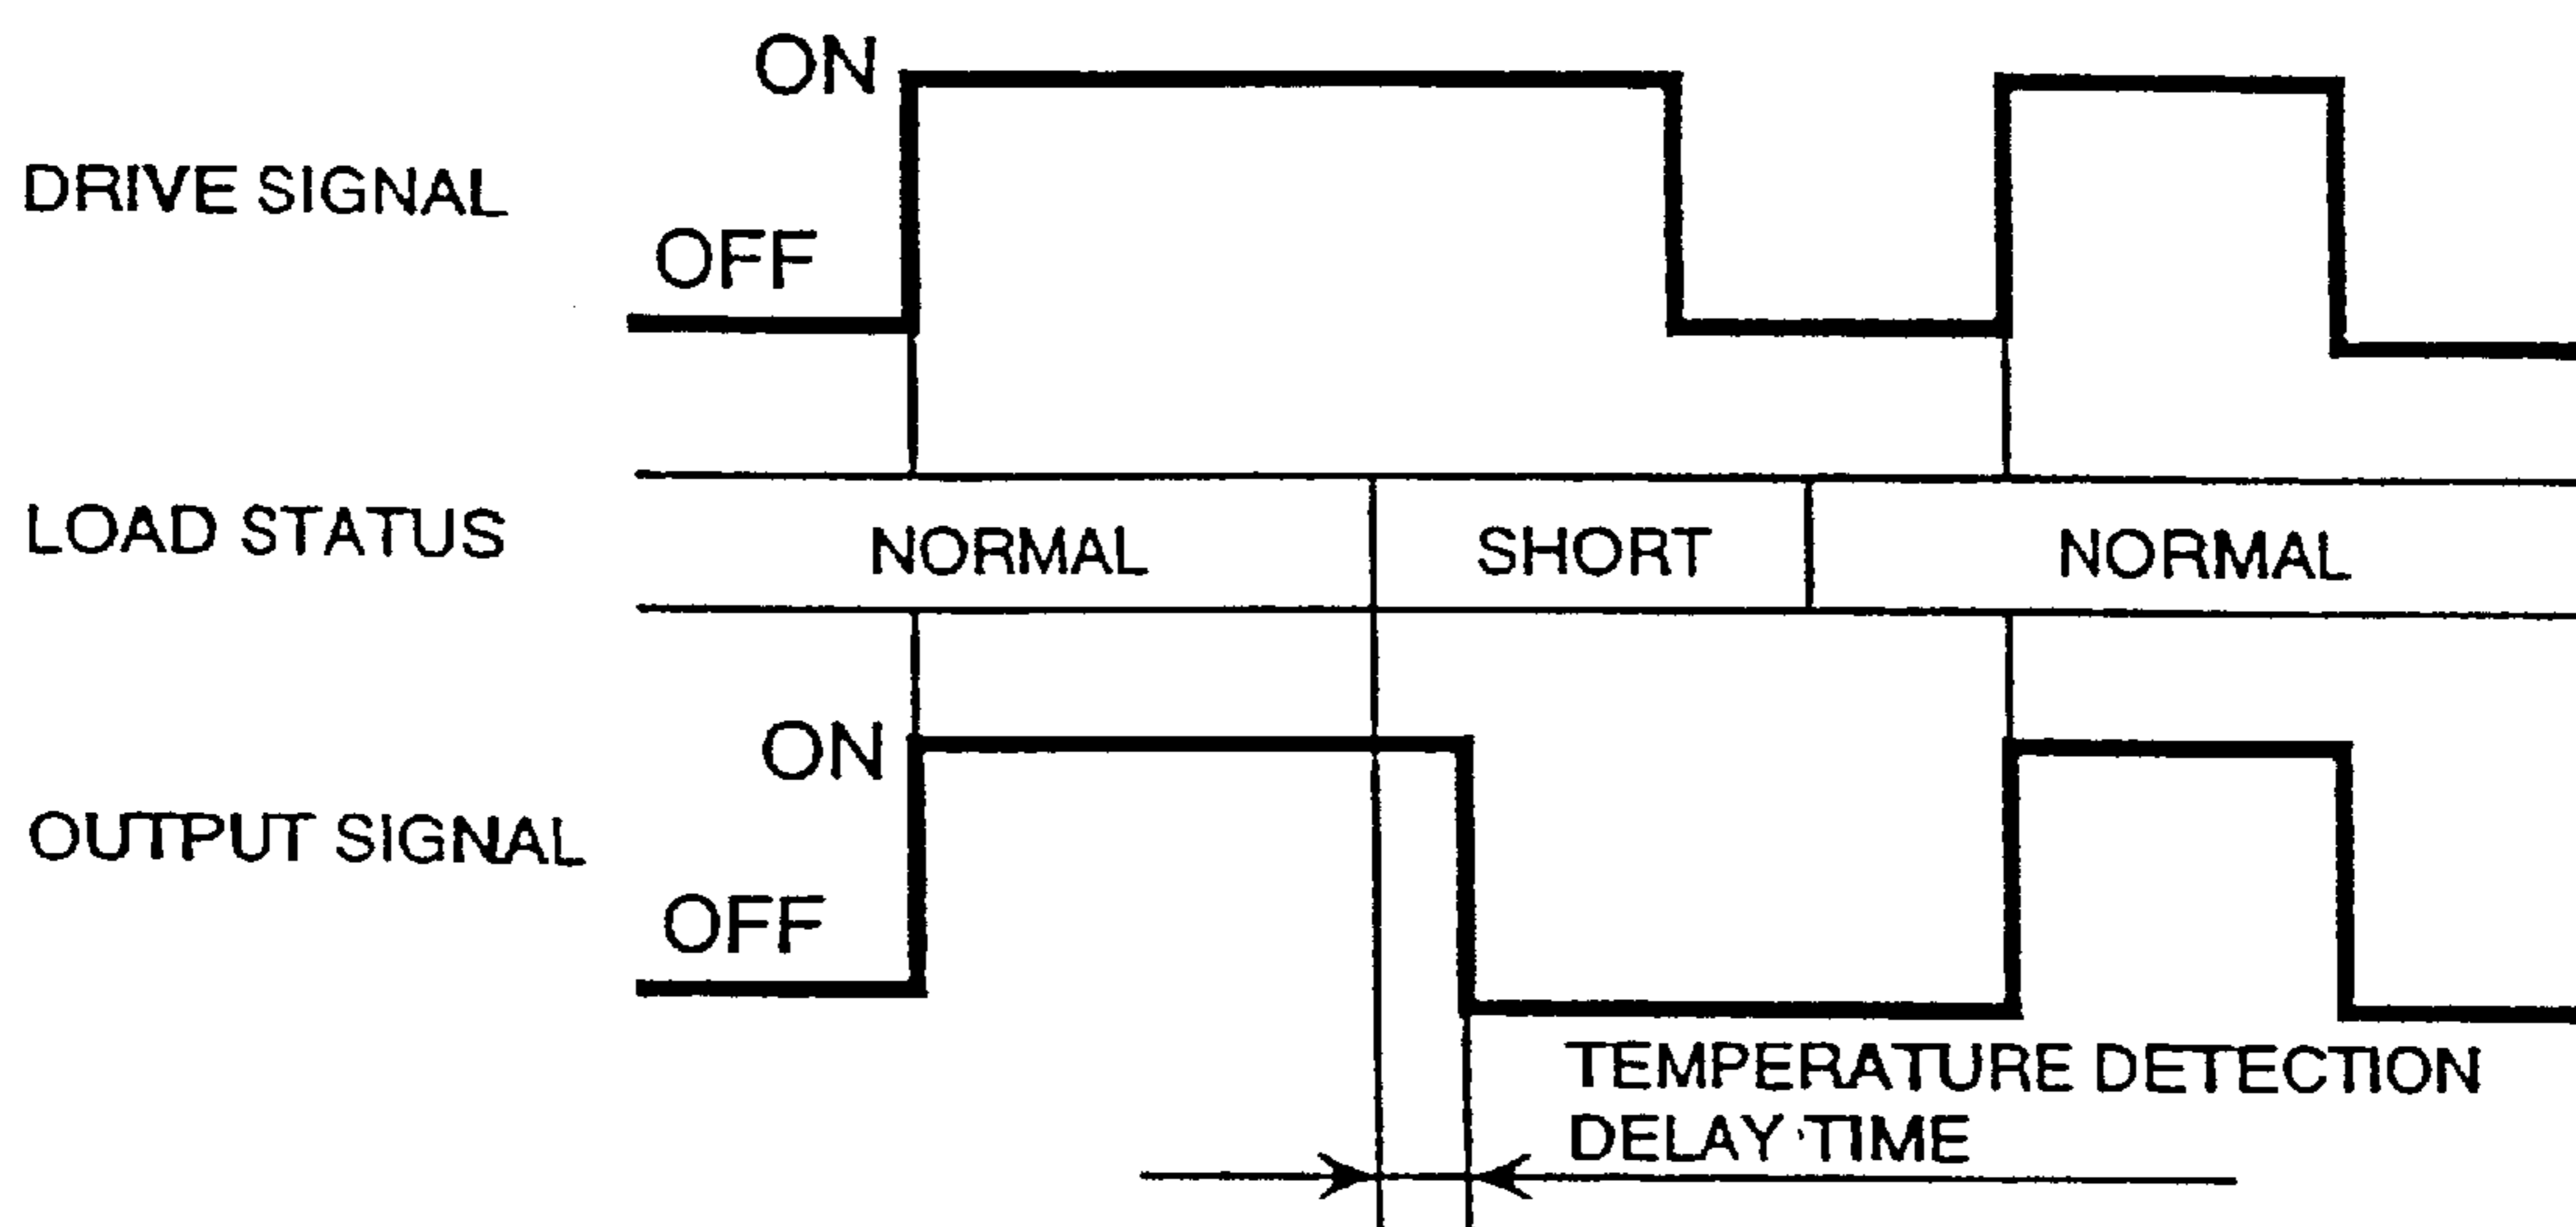 ON
DRIVE SIGNAL
OFF
LOAD STATUS
NORMAL
SHORT
NORMAL
ON
OUTPUT SIGNAL
OFF
TEMPERATURE DETECTION
DELAY TIME